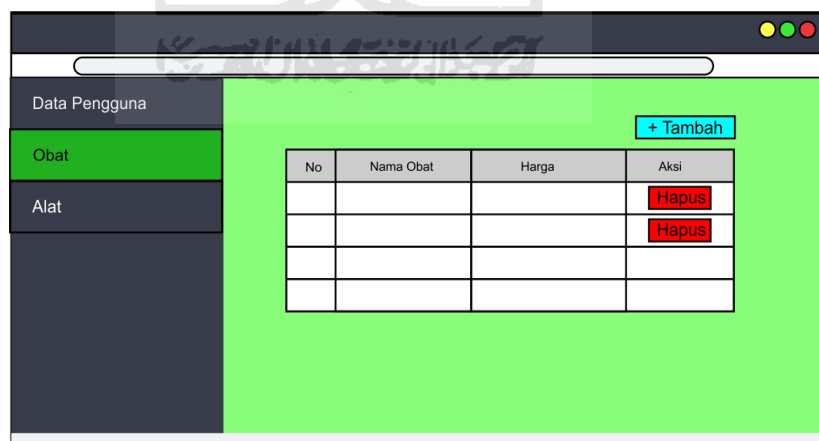 Data Pengguna
Obat
Alat
+ Tambah
No Nama Obat Harga Aksi
Hapus
Hapus